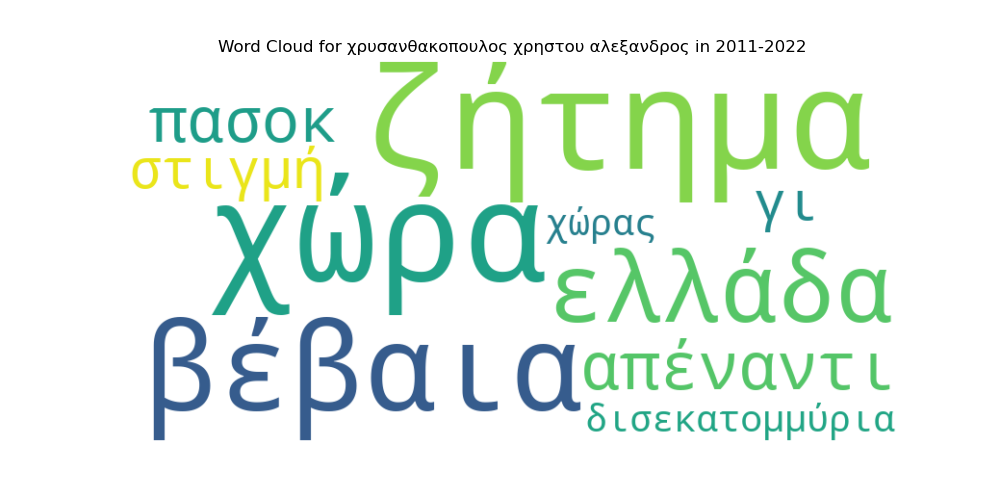 Word Cloud for χρυσανθακοπουλος χρηστου αλεξανδρος in 2011-2022
ζήτημα
πασοκ
στιγμή
γι
χώρα
χώρας
ελλάδα
βέβαια
απέναντι
δισεκατομμύρια